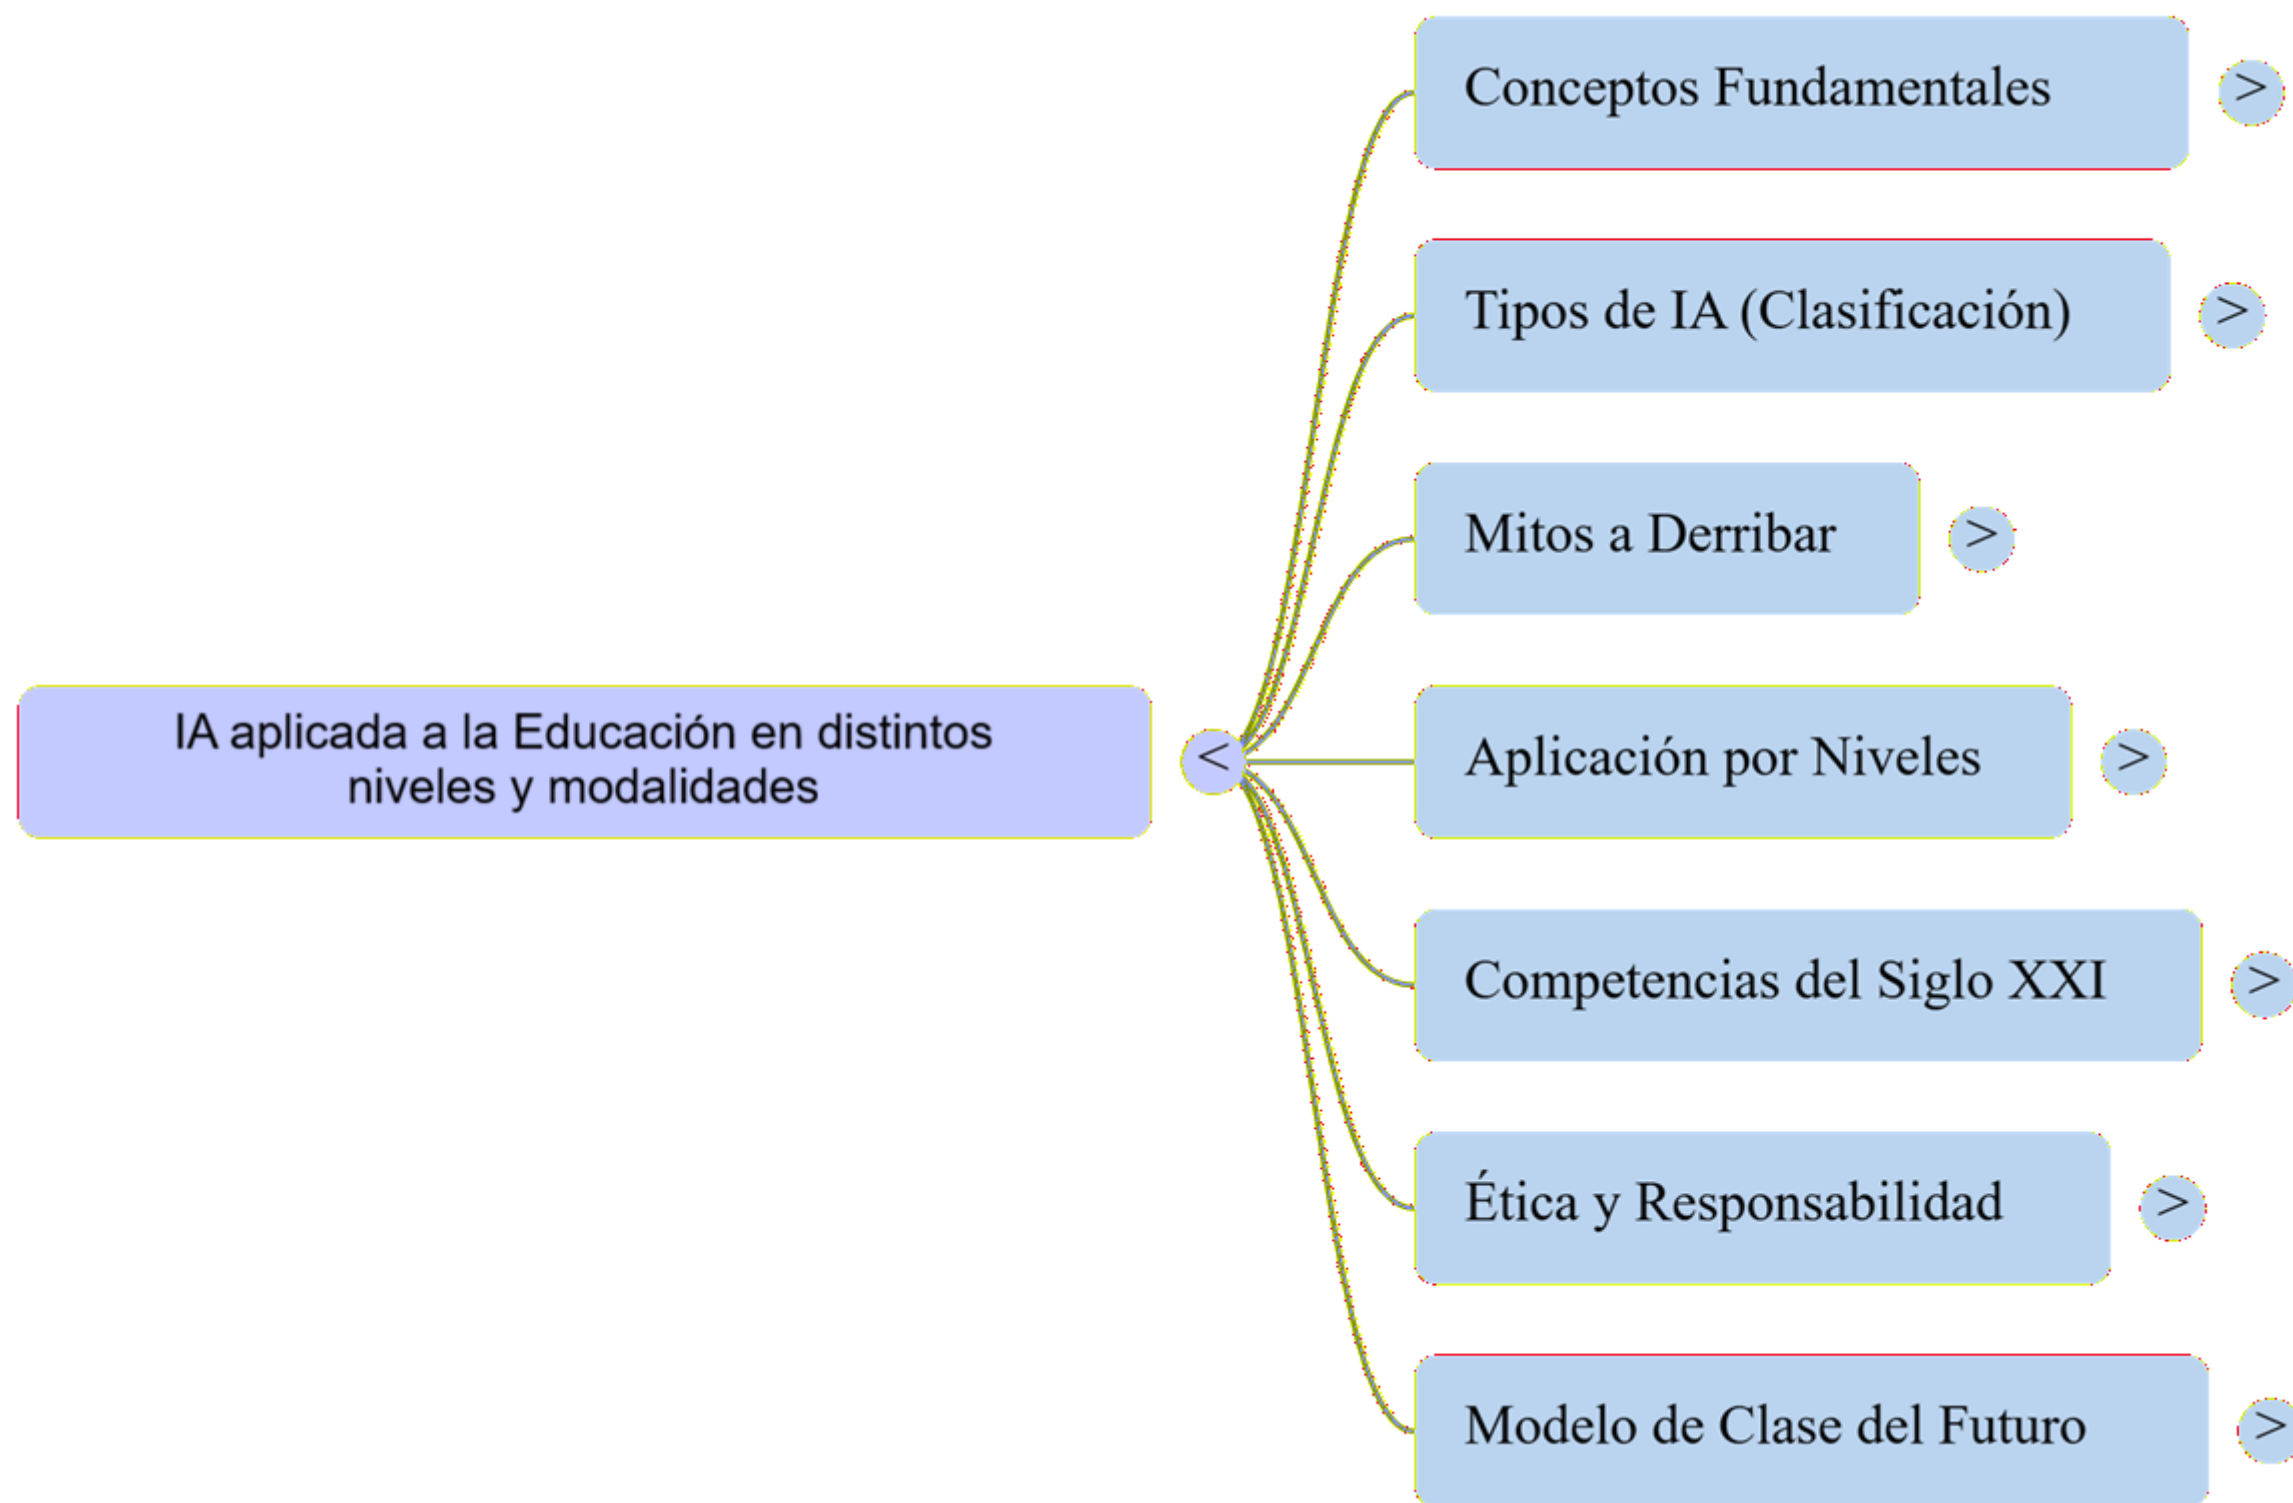 Conceptos Fundamentales >
Tipos de IA (Clasificación) >
Mitos a Derribar >
IA aplicada a la Educación en distintos
niveles y modalidades
<
Aplicación por Niveles >
Competencias del Siglo XXI >
Ética y Responsabilidad >
Modelo de Clase del Futuro >